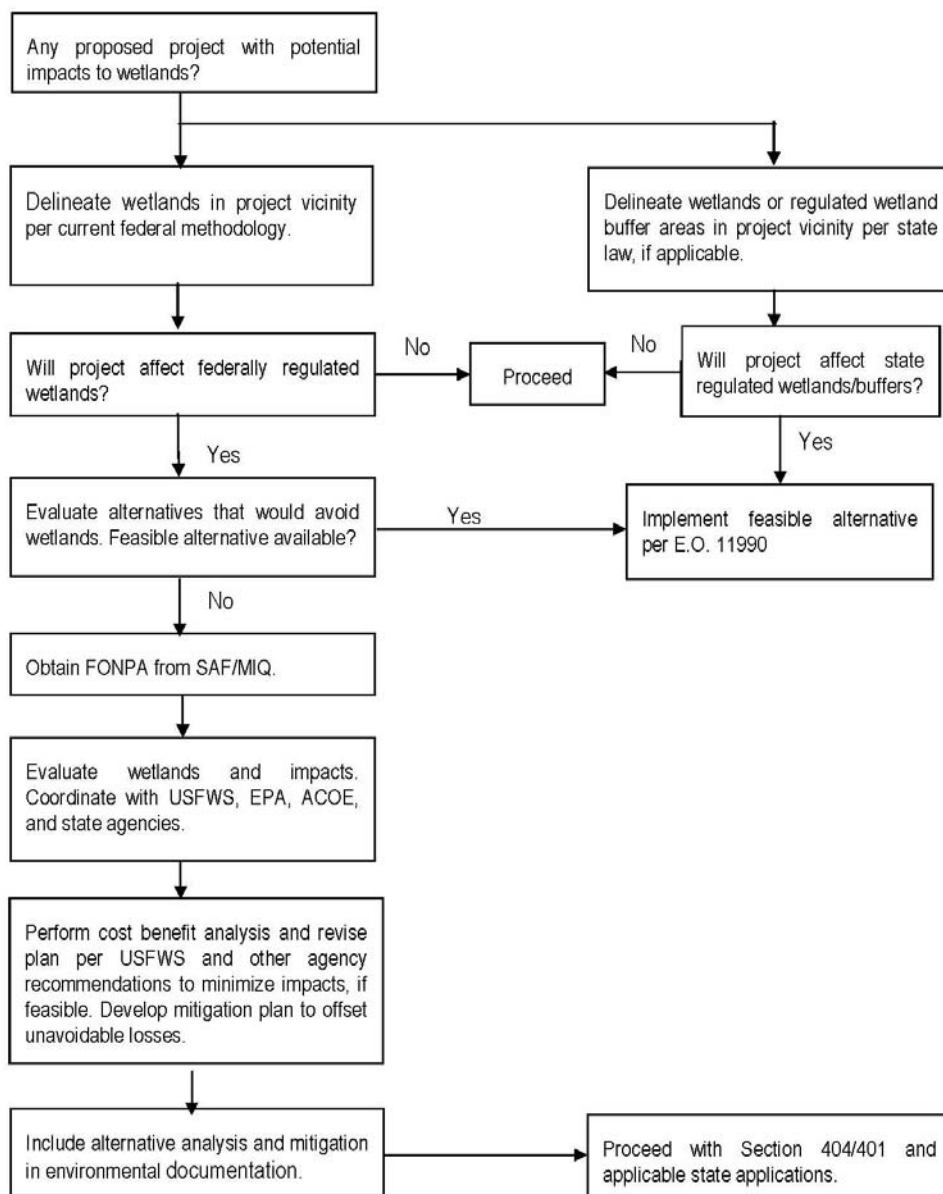 Any proposed project with potential
impacts to wetlands?
Delineate wetlands in project vicinity
per current federal methodology.
Delineate wetlands or regulated wetland
buffer areas in project vicinity per state
law, if applicable.
Will project affect federally regulated
wetlands?
No
Proceed
No
Will project affect state
regulated wetlands/buffers?
Yes
Yes
Evaluate alternatives that would avoid
wetlands. Feasible alternative available?
Yes
Implement feasible alternative
per E.O. 11990
No
Obtain FONPA from SAF/MIQ.
Evaluate wetlands and impacts.
Coordinate with USFWS, EPA, ACOE,
and state agencies.
Perform cost benefit analysis and revise
plan per USFWS and other agency
recommendations to minimize impacts, if
feasible. Develop mitigation plan to offset
unavoidable losses.
Include alternative analysis and mitigation
in environmental documentation.
Proceed with Section 404/401 and
applicable state applications.